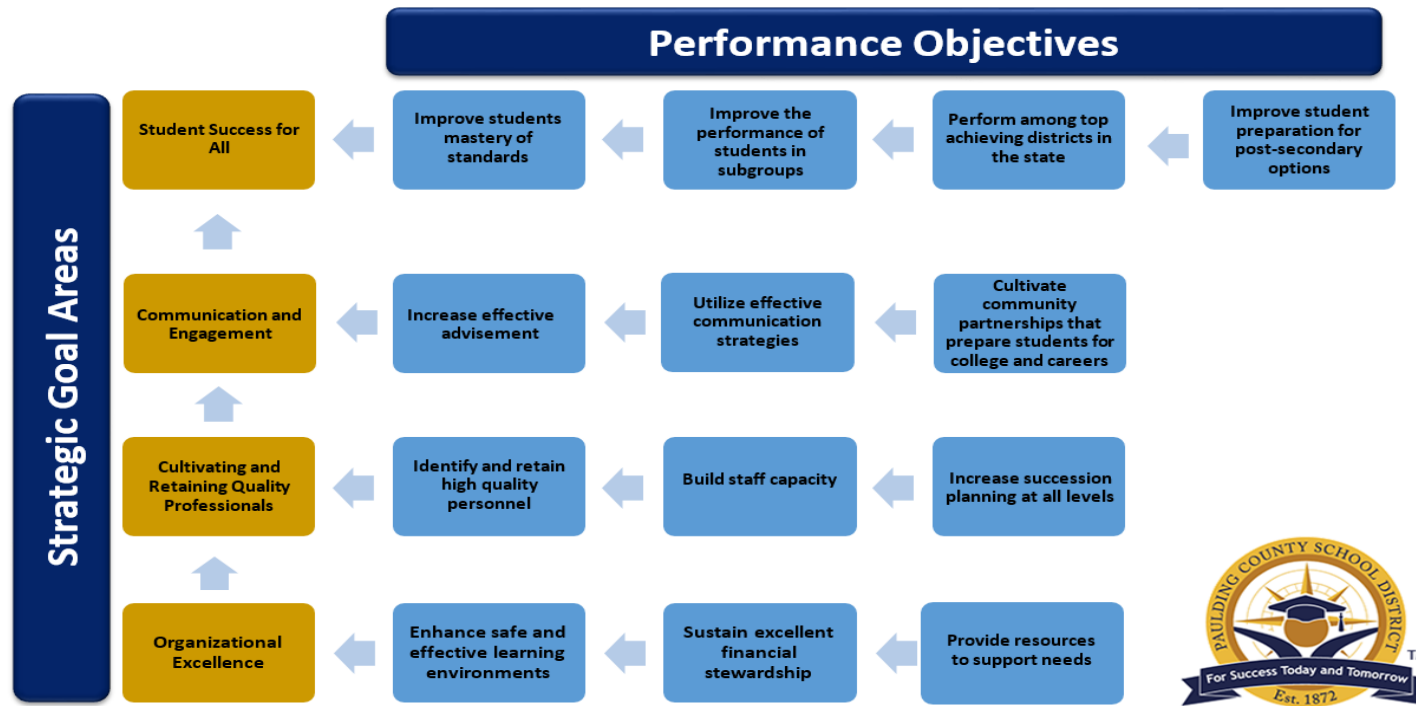 Performance Objectives
Strategic Goal Areas
Student Success for
All
Improve students
mastery of
standards
Improve the
performance of
students in
subgroups
Perform among top
achieving districts in
the state
Improve student
preparation for
post-secondary
options
Communication and
Engagement
Increase effective
advisement
Utilize effective
communication
strategies
Cultivate
community
partnerships that
prepare students for
college and careers
Cultivating and
Retaining Quality
Professionals
Identify and retain
high quality
personnel
Build staff capacity
Increase succession
planning at all levels
Organizational
Excellence
Enhance safe and
effective learning
environments
Sustain excellent
financial
stewardship
Provide resources
to support needs
PAULDING COUNTY SCHOOL DISTRICT
For Success Today and Tomorrow
Est. 1872